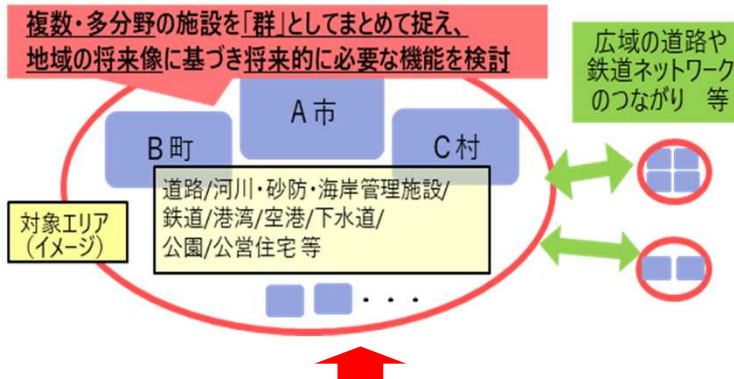 複数・多分野の施設を「群」としてまとめて捉え、
地域の将来像に基づき将来的に必要な機能を検討
広域の道路や
鉄道ネットワーク
のつながり 等
A市
B町
C村
道路/河川・砂防・海岸管理施設/
鉄道/港湾/空港/下水道/
公園/公営住宅 等
対象エリア
(イメージ)
・・・